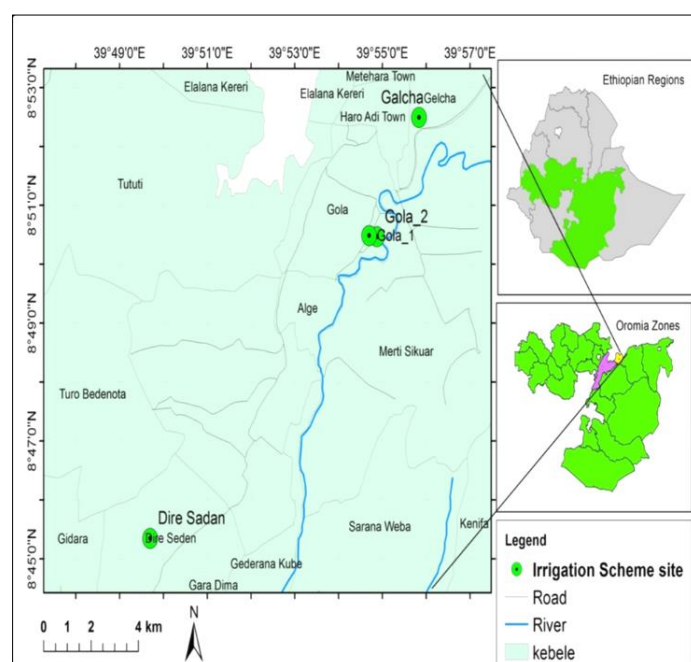 39°49'0"E 39°51'0"E 39°53'0"E 39°55'0"E 39°57'0"E
8°53'0"N
8°51'0"N
8°49'0"N
8°47'0"N
8°45'0"N
Metehara Town
Elalana Kereri
Elalana Kereri
Galcha
Gelcha
Haro Adi Town
Tututi
Gola
Gola_2
Gola_1
Alge
Merti Sikuar
Turo Bedenota
Dire Sadan
Dire Seden
Gidara
Sarana Weba
Kenifa
Gederana Kube
Gara Dima
0 1 2 4 km
N
Ethiopian Regions
Oromia Zones
Legend
Irrigation Scheme site
Road
River
kebele